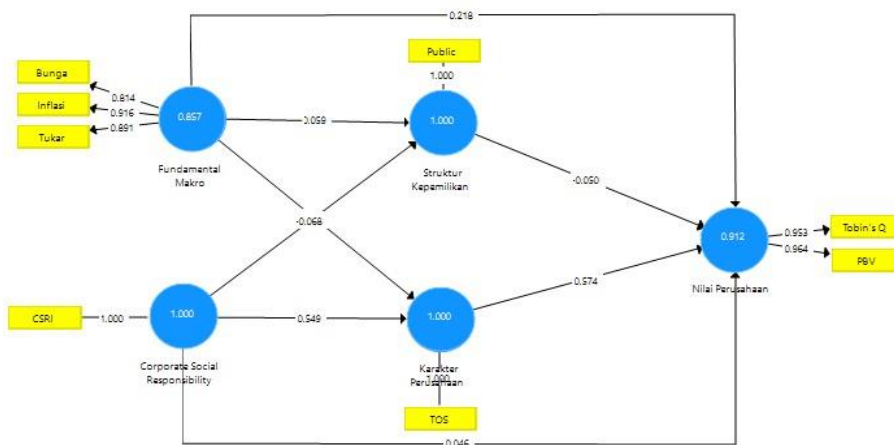 0.218
Public
1.000
Bunga
0.814
Inflasi
0.916
Tukar
0.891
0.857
Fundamental
Makro
0.059
1.000
Struktur
Kepemilikan
-0.050
-0.068
0.912
Nilai Perusahaan
0.953
Tobin's Q
0.964
PBV
0.574
CSRI
1.000
1.000
Corporate Social
Responsibility
0.549
1.000
Karakter
Perusahaan
1.000
TOS
0.046